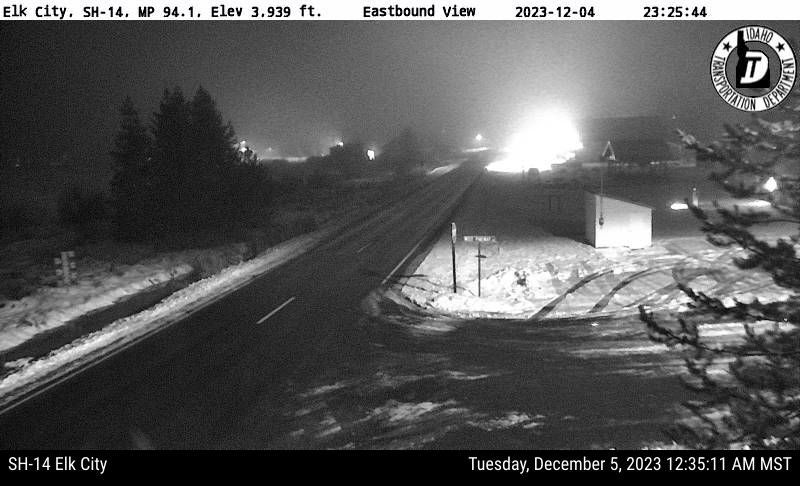 Elk City, SH-14, MP 94.1, Elev 3,939 ft. Eastbound View 2023-12-04 23:25:44
IDAHO
TRANSPORTATION DEPARTMENT
SH-14 Elk City Tuesday, December 5, 2023 12:35:11 AM MST